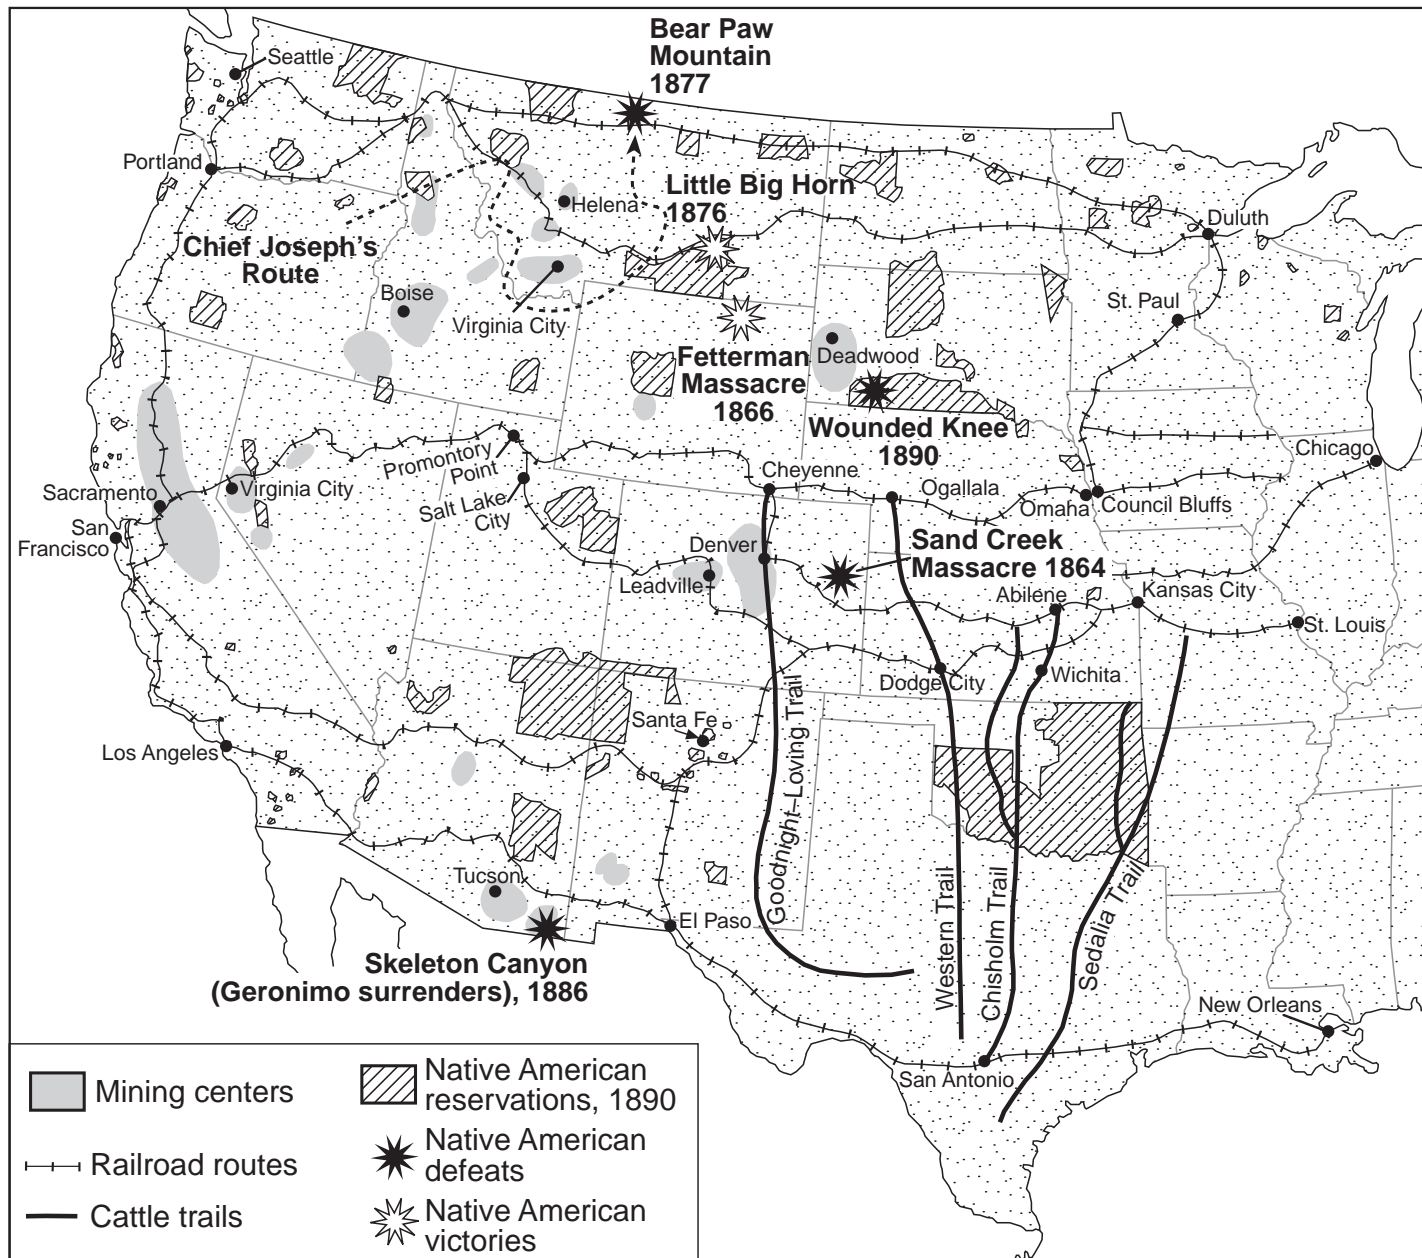 Bear Paw
Mountain
1877
Seattle
Portland
Helena
Little Big Horn
1876
Duluth
Chief Joseph's
Route
Boise
Virginia City
St. Paul
Deadwood
Fetterman
Massacre
1866
Wounded Knee
1890
Promontory
Point
Cheyenne
Chicago
Sacramento
Virginia City
Salt Lake
City
Ogallala
Omaha
Council Bluffs
San
Francisco
Denver
Leadville
Sand Creek
Massacre 1864
Abilene
Kansas City
St. Louis
Dodge City
Wichita
Santa Fe
Los Angeles
Goodnight–Loving Trail
Western Trail
Chisholm Trail
Sedalia Trail
Tucson
El Paso
Skeleton Canyon
(Geronimo surrenders), 1886
New Orleans
San Antonio
Mining centers
Railroad routes
Cattle trails
Native American
reservations, 1890
Native American
defeats
Native American
victories